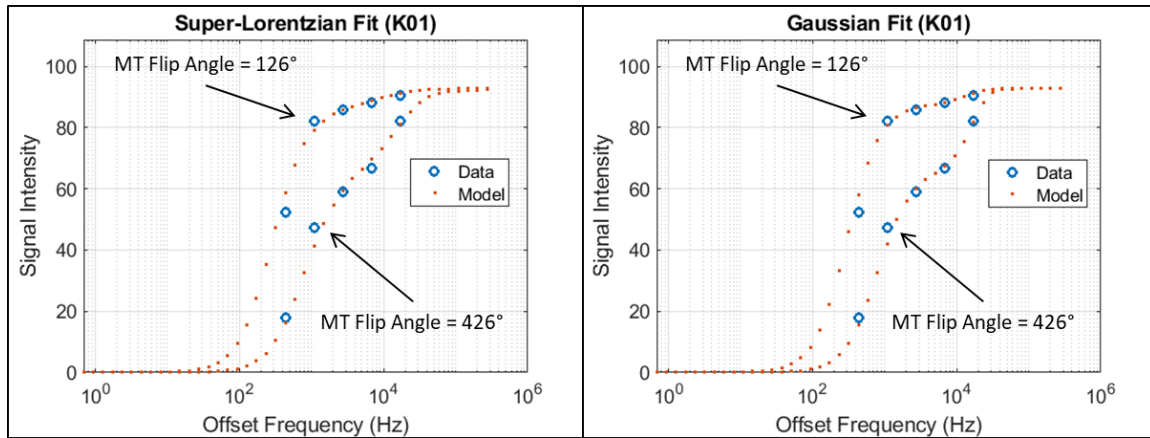 Super-Lorentzian Fit (K01)
100
80
60
40
20
0
Signal Intensity
MT Flip Angle = 126°
Data
Model
MT Flip Angle = 426°
10^0
10^2
10^4
10^6
Offset Frequency (Hz)
Gaussian Fit (K01)
100
80
60
40
20
0
Signal Intensity
MT Flip Angle = 126°
Data
Model
MT Flip Angle = 426°
10^0
10^2
10^4
10^6
Offset Frequency (Hz)